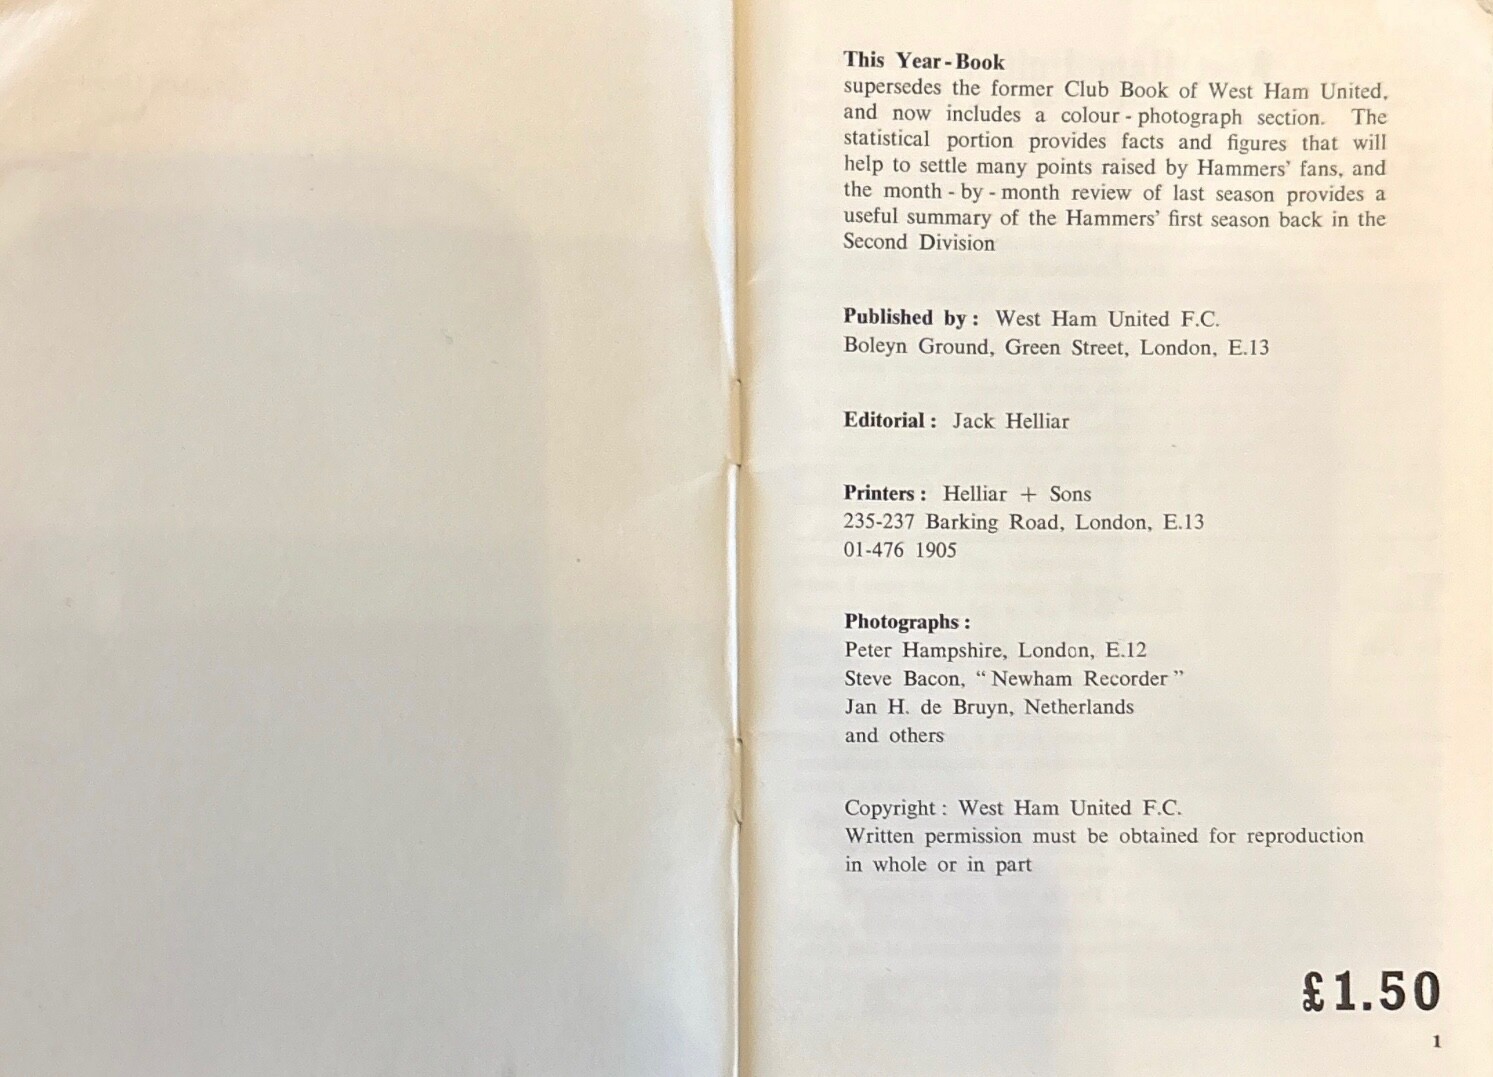 This Year - Book
supersedes the former Club Book of West Ham United,
and now includes a colour - photograph section. The
statistical portion provides facts and figures that will
help to settle many points raised by Hammers' fans, and
the month - by - month review of last season provides a
useful summary of the Hammers' first season back in the
Second Division
Published by : West Ham United F.C.
Boleyn Ground, Green Street, London, E.13
Editorial : Jack Helliar
Printers : Helliar + Sons
235-237 Barking Road, London, E.13
01-476 1905
Photographs :
Peter Hampshire, London, E.12
Steve Bacon, “ Newham Recorder ”
Jan H. de Bruyn, Netherlands
and others
Copyright : West Ham United F.C.
Written permission must be obtained for reproduction
in whole or in part
£1.50
1